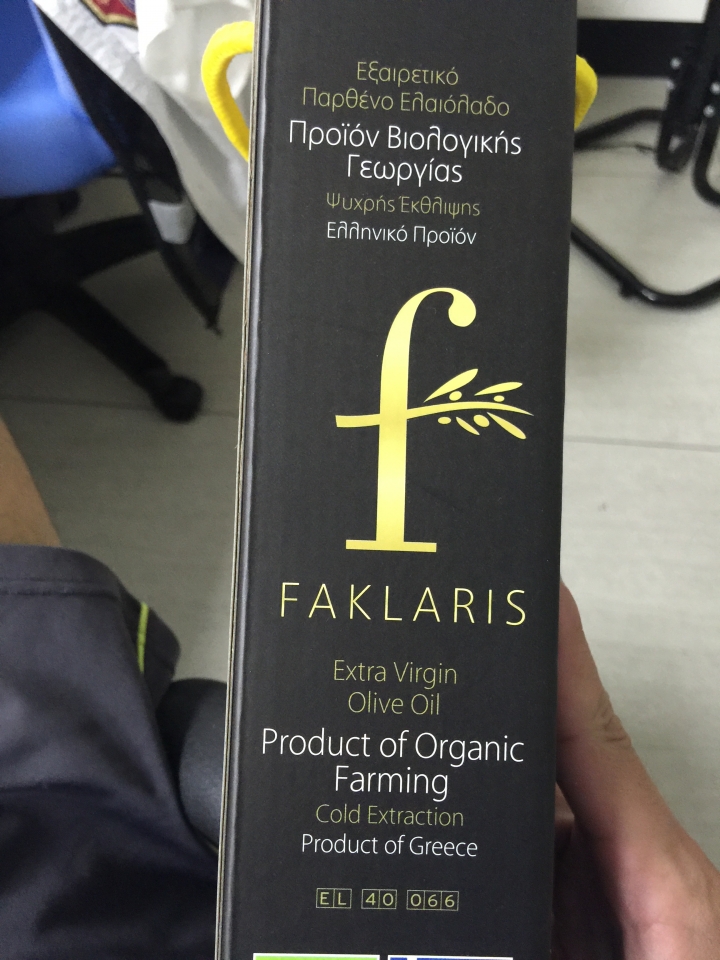 Εξαιρετικό
Παρθένο Ελαιόλαδο
Προϊόν Βιολογικής
Γεωργίας
Ψυχρής Έκθλιψης
Ελληνικό Προϊόν
f
FAKLARIS
Extra Virgin
Olive Oil
Product of Organic
Farming
Cold Extraction
Product of Greece
EL 40 066